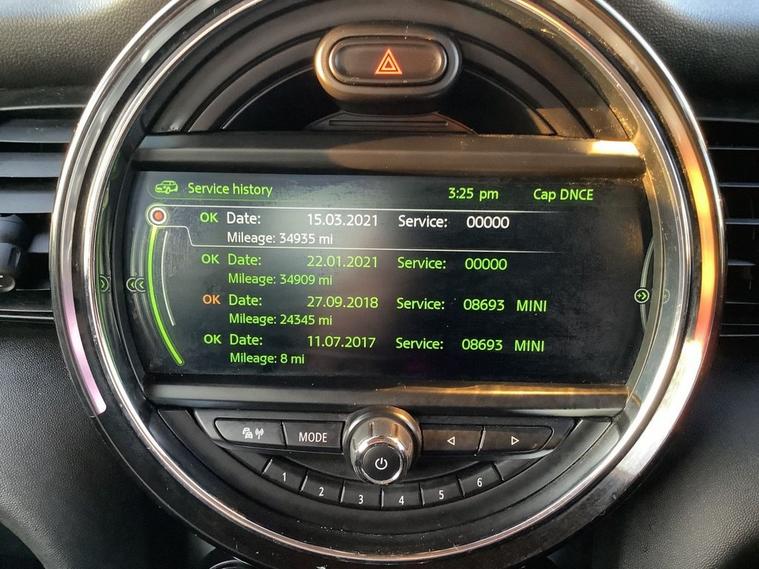 Service history 3:25 pm Cap DNCE
OK Date: 15.03.2021 Service: 00000
Mileage: 34935 mi
OK Date: 22.01.2021 Service: 00000
Mileage: 34909 mi
OK Date: 27.09.2018 Service: 08693 MINI
Mileage: 24345 mi
OK Date: 11.07.2017 Service: 08693 MINI
Mileage: 8 mi
MODE
1 2 3 4 5 6